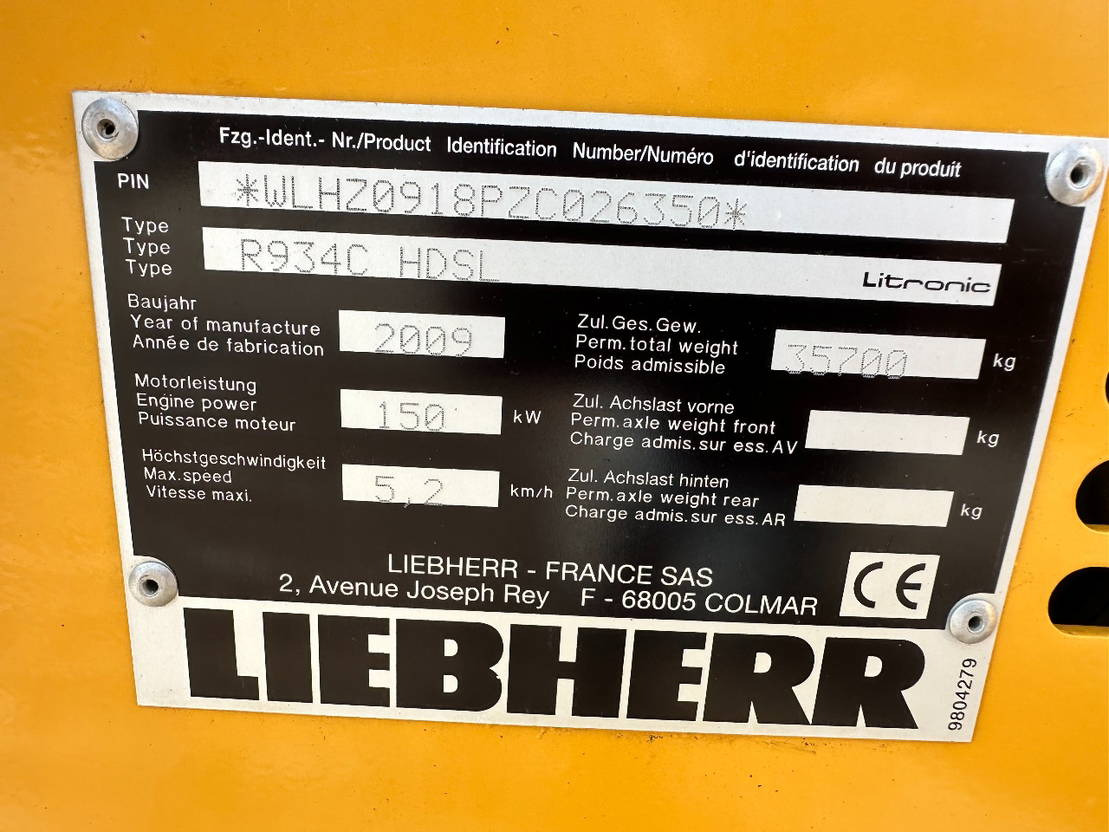 Fzg.-Ident.- Nr./Product Identification Number/Numéro d'identification du produit
PIN *WLHZ0918PZC026350*
Type
Type R934C HDSL Litronic
Type
Baujahr
Year of manufacture 2009
Année de fabrication
Zul.Ges.Gew.
Perm.total weight 35700 kg
Poids admissible
Motorleistung
Engine power 150 kW
Puissance moteur
Zul. Achslast vorne
Perm.axle weight front kg
Charge admis.sur ess.AV
Höchstgeschwindigkeit
Max.speed 5,2 km/h
Vitesse maxi.
Zul. Achslast hinten
Perm.axle weight rear kg
Charge admis.sur ess.AR
LIEBHERR - FRANCE SAS
2, Avenue Joseph Rey F - 68005 COLMAR
CE
LIEBHERR
9804279